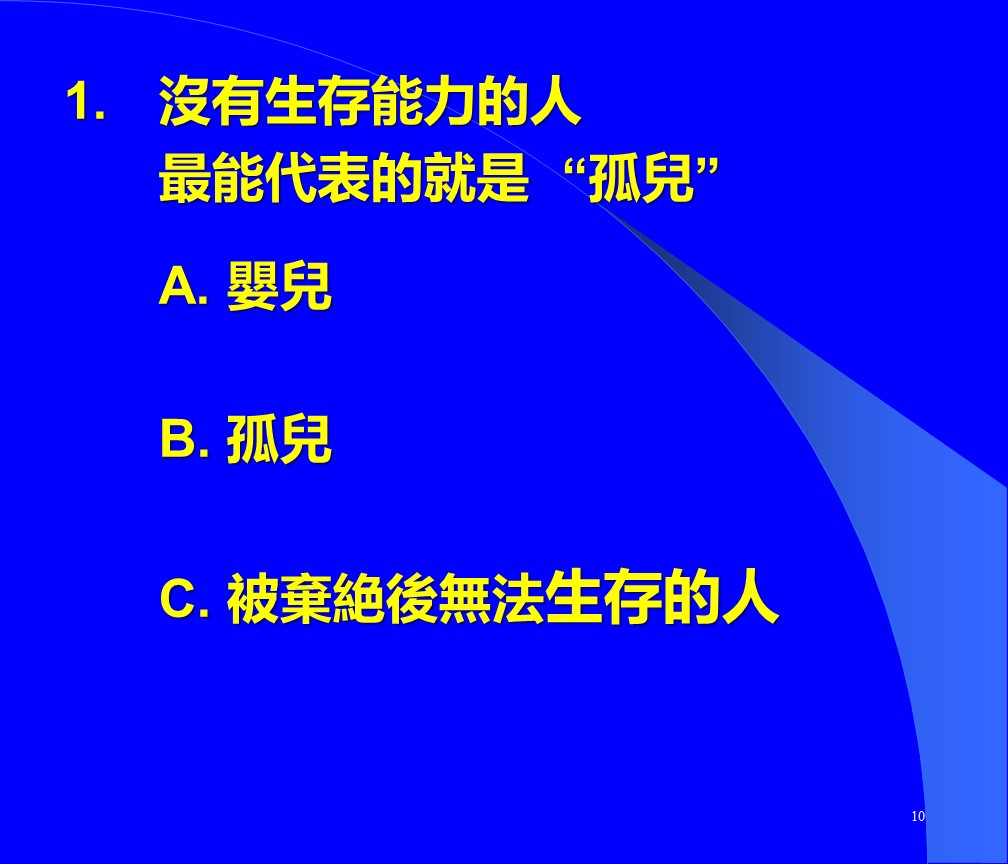 1. 沒有生存能力的人
最能代表的就是 “孤兒”
A. 嬰兒
B. 孤兒
C. 被棄絕後無法生存的人
10